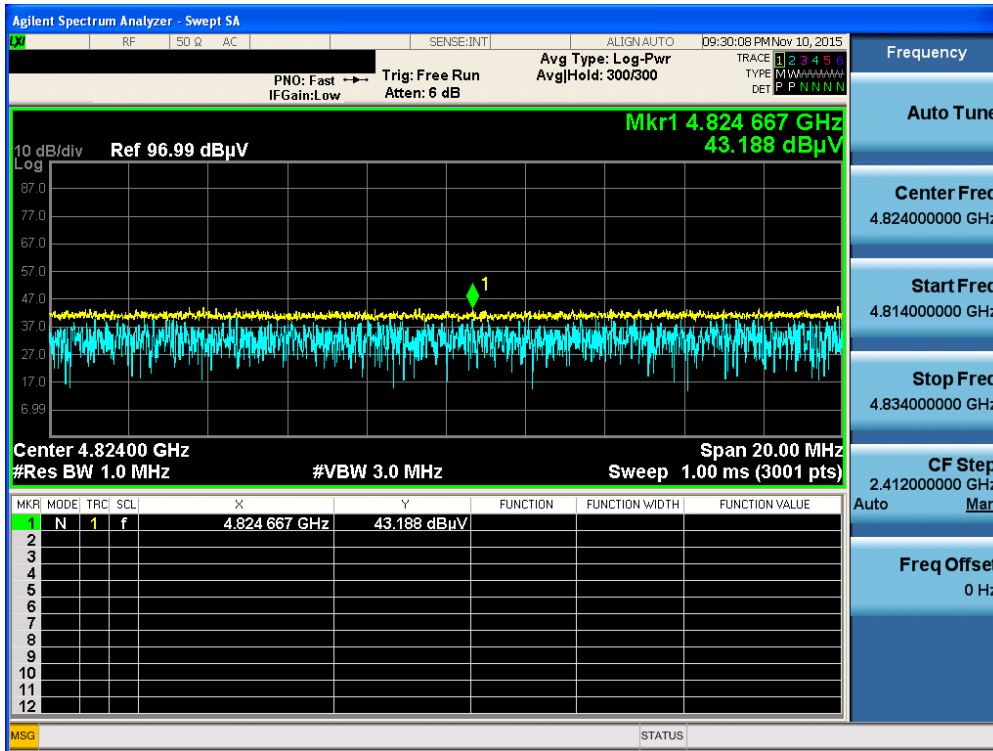 Agilent Spectrum Analyzer - Swept SA
LXI RF 50 Ω AC SENSE:INT ALIGN AUTO 09:30:08 PM Nov 10, 2015
PNO: Fast Trig: Free Run Avg Type: Log-Pwr TRACE 1 2 3 4 5 6
IFGain:Low Atten: 6 dB Avg|Hold: 300/300 TYPE M WWWWW
DET P P N N N N
Mkr1 4.824 667 GHz
43.188 dBµV
10 dB/div Ref 96.99 dBµV
Log
87.0
77.0
67.0
57.0
1
47.0
37.0
27.0
17.0
6.99
Center 4.82400 GHz Span 20.00 MHz
#Res BW 1.0 MHz #VBW 3.0 MHz Sweep 1.00 ms (3001 pts)
MKR MODE TRC SCL X Y FUNCTION FUNCTION WIDTH FUNCTION VALUE
1 N 1 f 4.824 667 GHz 43.188 dBµV
2
3
4
5
6
7
8
9
10
11
12
MSG STATUS
Frequency
Auto Tune
Center Freq
4.824000000 GHz
Start Freq
4.814000000 GHz
Stop Freq
4.834000000 GHz
CF Step
2.412000000 GHz
Auto Man
Freq Offset
0 Hz